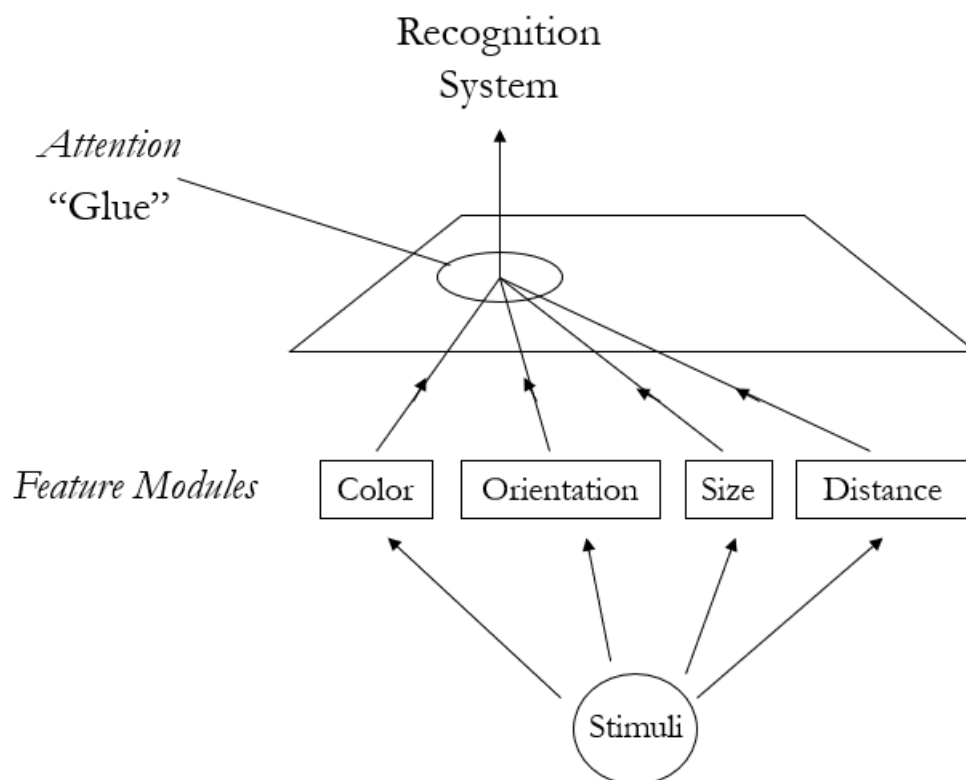 Recognition
System
Attention
“Glue”
Feature Modules
Color
Orientation
Size
Distance
Stimuli